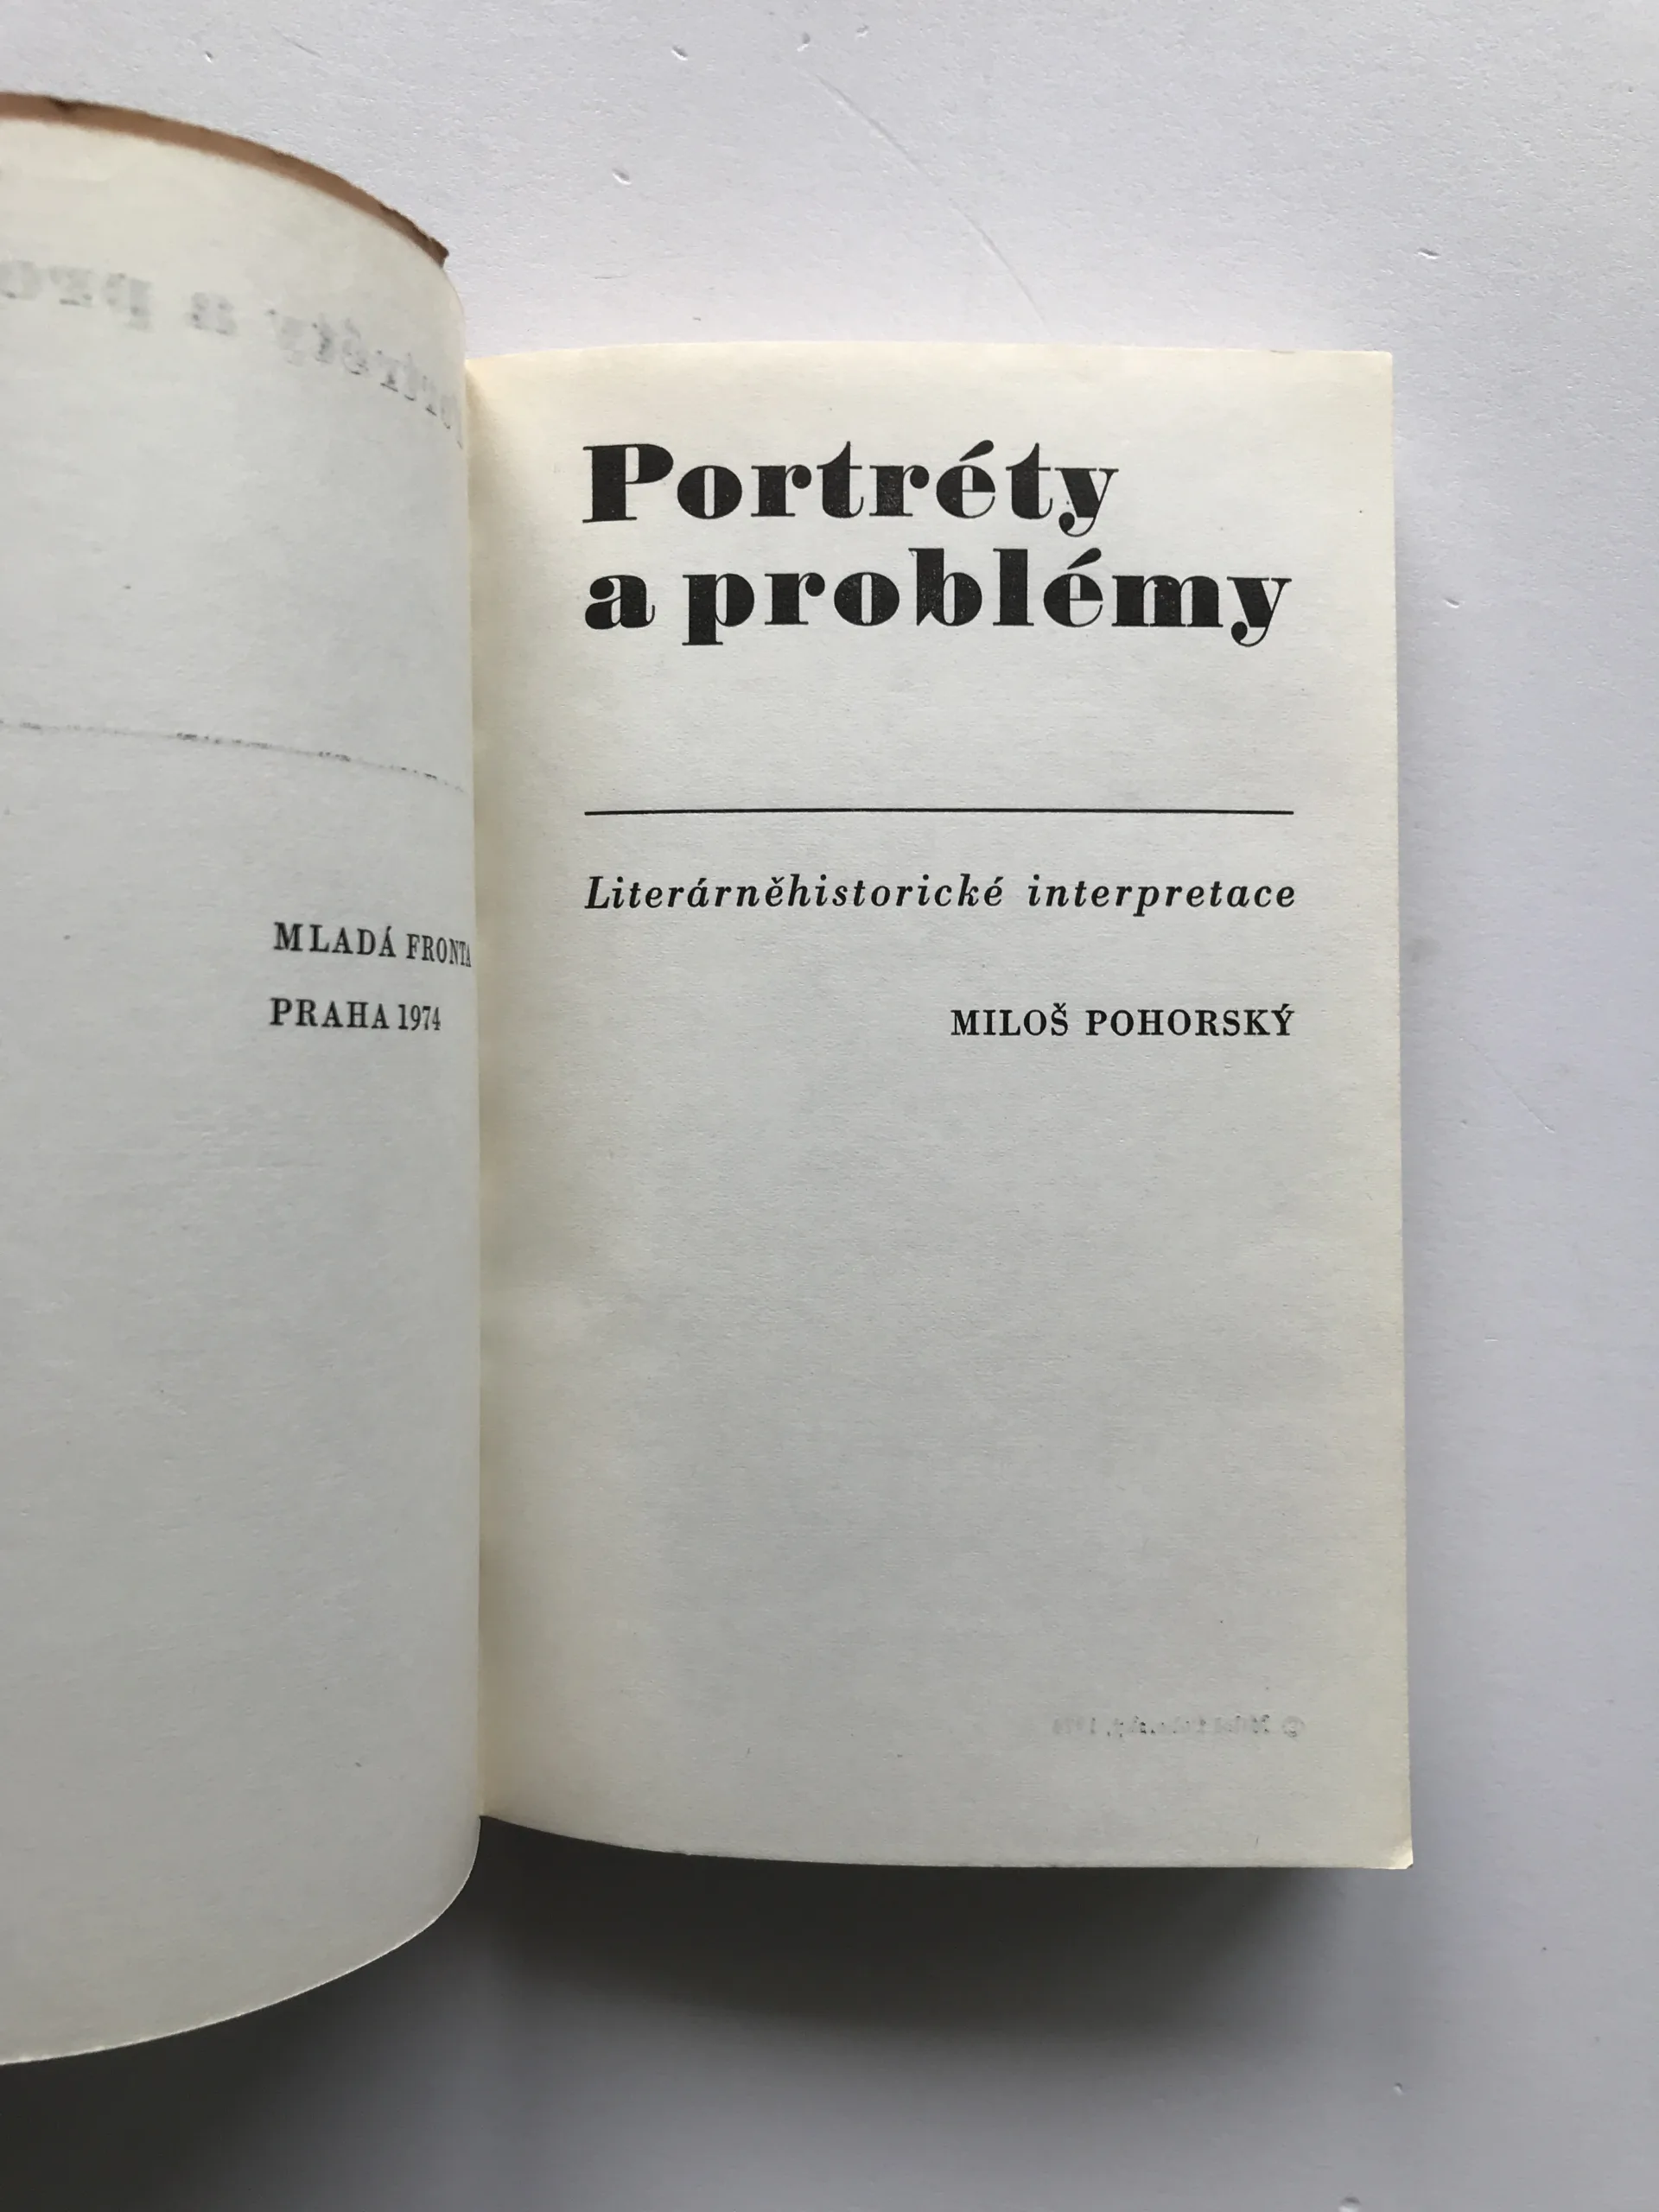 MLADÁ FRONTA
PRAHA 1974
Portréty
a problémy
Literárněhistorické interpretace
MILOŠ POHORSKÝ